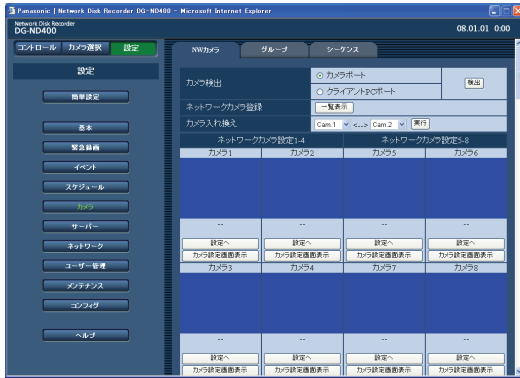 Panasonic | Network Disk Recorder DG-ND400 - Microsoft Internet Explorer
Network Disk Recorder
DG-ND400
08.01.01 0:00
コントロール カメラ選択 設定
設定
簡単設定
基本
緊急録画
イベント
スケジュール
カメラ
サーバー
ネットワーク
ユーザー管理
メンテナンス
コンフィグ
ヘルプ
NWカメラ グループ シーケンス
カメラ検出 カメラポート
クライアントPCポート
検出
ネットワークカメラ登録 一覧表示
カメラ入れ換え Cam.1 <...> Cam.2 実行
ネットワークカメラ設定1-4 ネットワークカメラ設定5-8
カメラ1 カメラ2 カメラ5 カメラ6
-- -- -- --
設定へ 設定へ 設定へ 設定へ
カメラ設定画面表示 カメラ設定画面表示 カメラ設定画面表示 カメラ設定画面表示
カメラ3 カメラ4 カメラ7 カメラ8
-- -- -- --
設定へ 設定へ 設定へ 設定へ
カメラ設定画面表示 カメラ設定画面表示 カメラ設定画面表示 カメラ設定画面表示